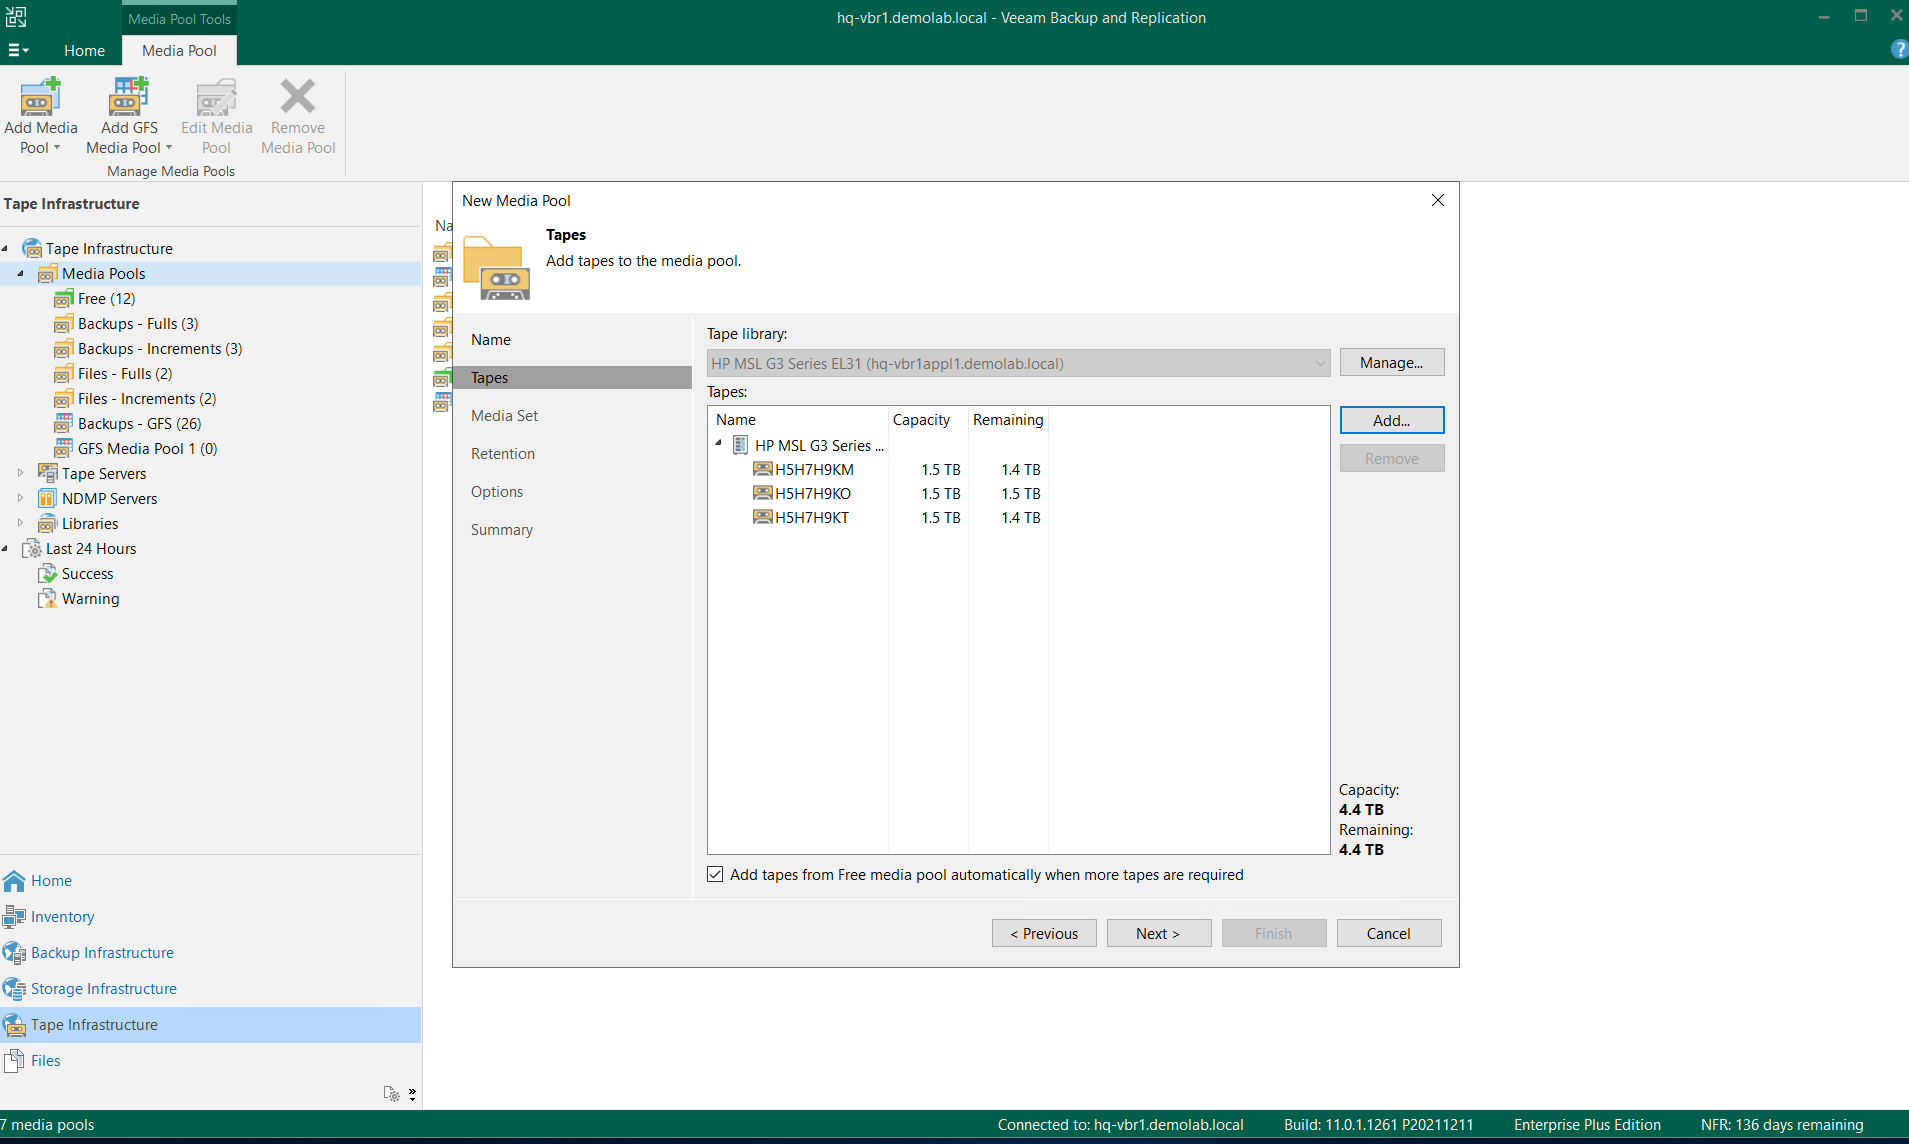 Media Pool Tools
hq-vbr1.demolab.local - Veeam Backup and Replication
Home
Media Pool
Add Media Pool
Add GFS Media Pool
Edit Media Pool
Remove Media Pool
Manage Media Pools
Tape Infrastructure
Tape Infrastructure
Media Pools
Free (12)
Backups - Fulls (3)
Backups - Increments (3)
Files - Fulls (2)
Files - Increments (2)
Backups - GFS (26)
GFS Media Pool 1 (0)
Tape Servers
NDMP Servers
Libraries
Last 24 Hours
Success
Warning
Home
Inventory
Backup Infrastructure
Storage Infrastructure
Tape Infrastructure
Files
Na
New Media Pool
Tapes
Add tapes to the media pool.
Name
Tapes
Media Set
Retention
Options
Summary
Tape library:
HP MSL G3 Series EL31 (hq-vbr1appl1.demolab.local)
Manage...
Tapes:
Name Capacity Remaining
HP MSL G3 Series ...
H5H7H9KM 1.5 TB 1.4 TB
H5H7H9KO 1.5 TB 1.5 TB
H5H7H9KT 1.5 TB 1.4 TB
Add...
Remove
Capacity:
4.4 TB
Remaining:
4.4 TB
Add tapes from Free media pool automatically when more tapes are required
< Previous
Next >
Finish
Cancel
7 media pools
Connected to: hq-vbr1.demolab.local
Build: 11.0.1.1261 P20211211
Enterprise Plus Edition
NFR: 136 days remaining